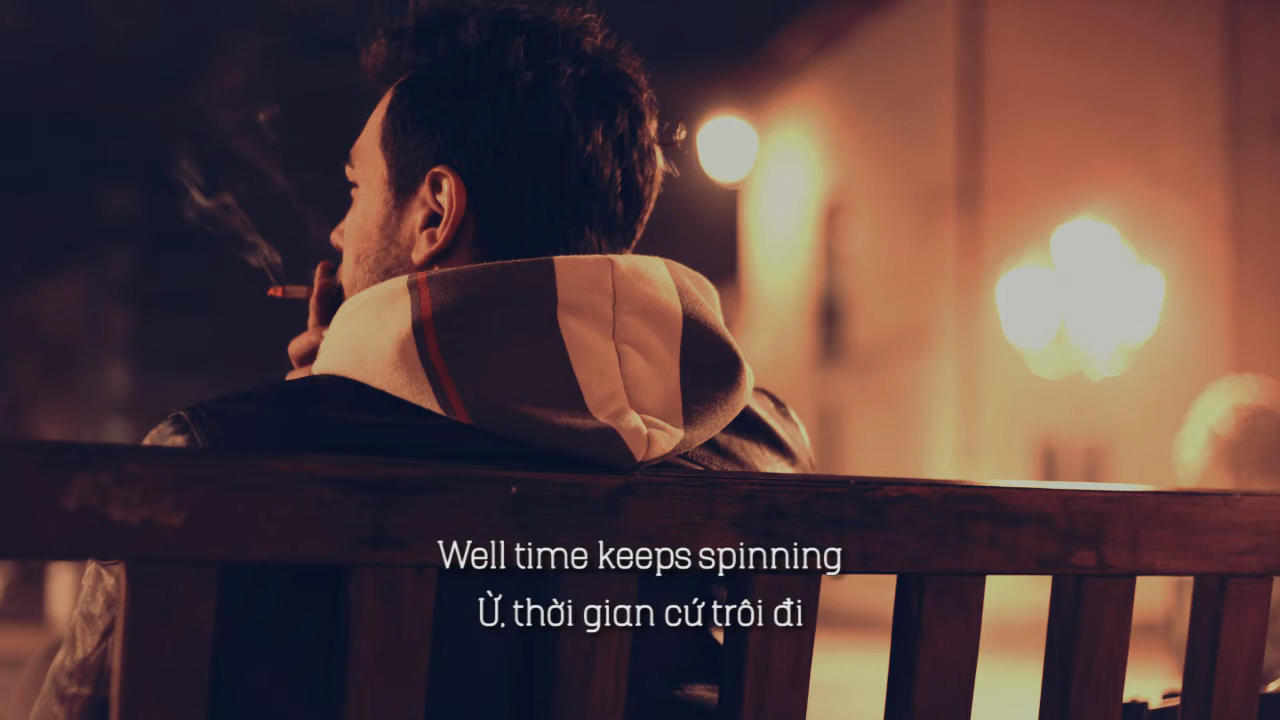 Well time keeps spinning
Ừ, thời gian cứ trôi đi